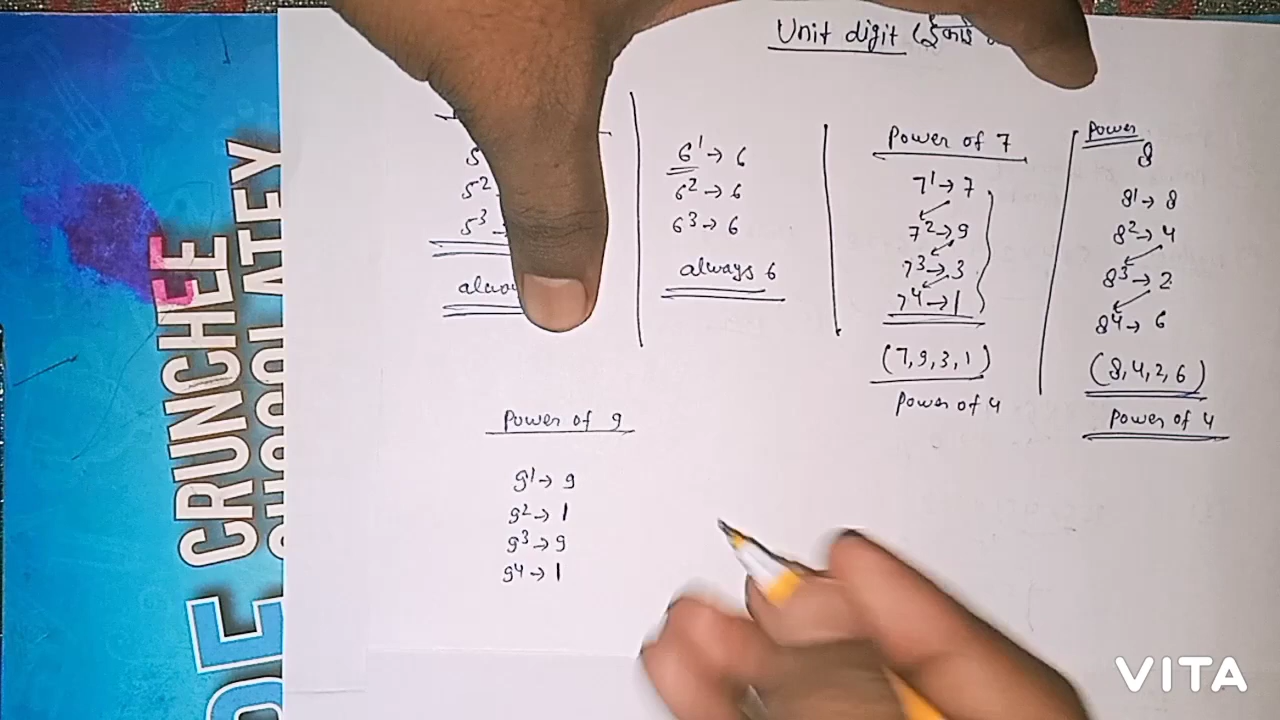 Unit digit
5²
5³
6¹ → 6
6² → 6
6³ → 6
always 6
Power of 7
7¹ → 7
7² → 9
7³ → 3
7⁴ → 1
(7, 9, 3, 1)
Power of 4
Power
8
8¹ → 8
8² → 4
8³ → 2
8⁴ → 6
(8, 4, 2, 6)
Power of 4
Power of 9
9¹ → 9
9² → 1
9³ → 9
9⁴ → 1
CRUNCHEE
CHOCOLATEY
VITA